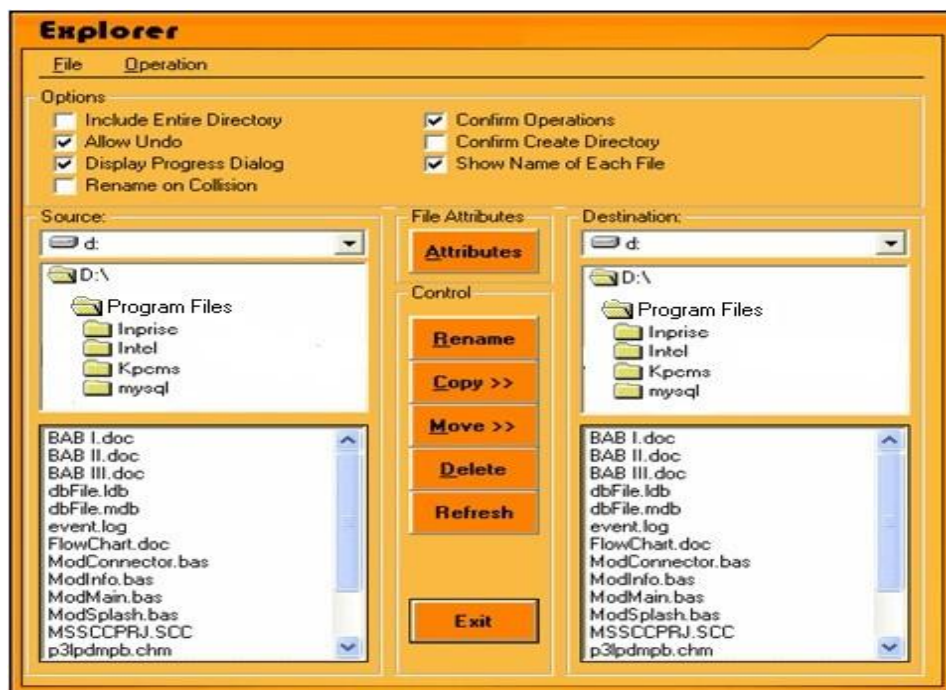 Explorer
File Operation
Options
Include Entire Directory
Allow Undo
Display Progress Dialog
Rename on Collision
Confirm Operations
Confirm Create Directory
Show Name of Each File
Source:
d:
D:\
Program Files
Inprise
Intel
Kpcms
mysql
BAB I.doc
BAB II.doc
BAB III.doc
dbFile.ldb
dbFile.mdb
event.log
FlowChart.doc
ModConnector.bas
ModInfo.bas
ModMain.bas
ModSplash.bas
MSSCCPRJ.SCC
p3lpdmpb.chm
File Attributes
Attributes
Control
Rename
Copy >>
Move >>
Delete
Refresh
Exit
Destination:
d:
D:\
Program Files
Inprise
Intel
Kpcms
mysql
BAB I.doc
BAB II.doc
BAB III.doc
dbFile.ldb
dbFile.mdb
event.log
FlowChart.doc
ModConnector.bas
ModInfo.bas
ModMain.bas
ModSplash.bas
MSSCCPRJ.SCC
p3lpdmpb.chm